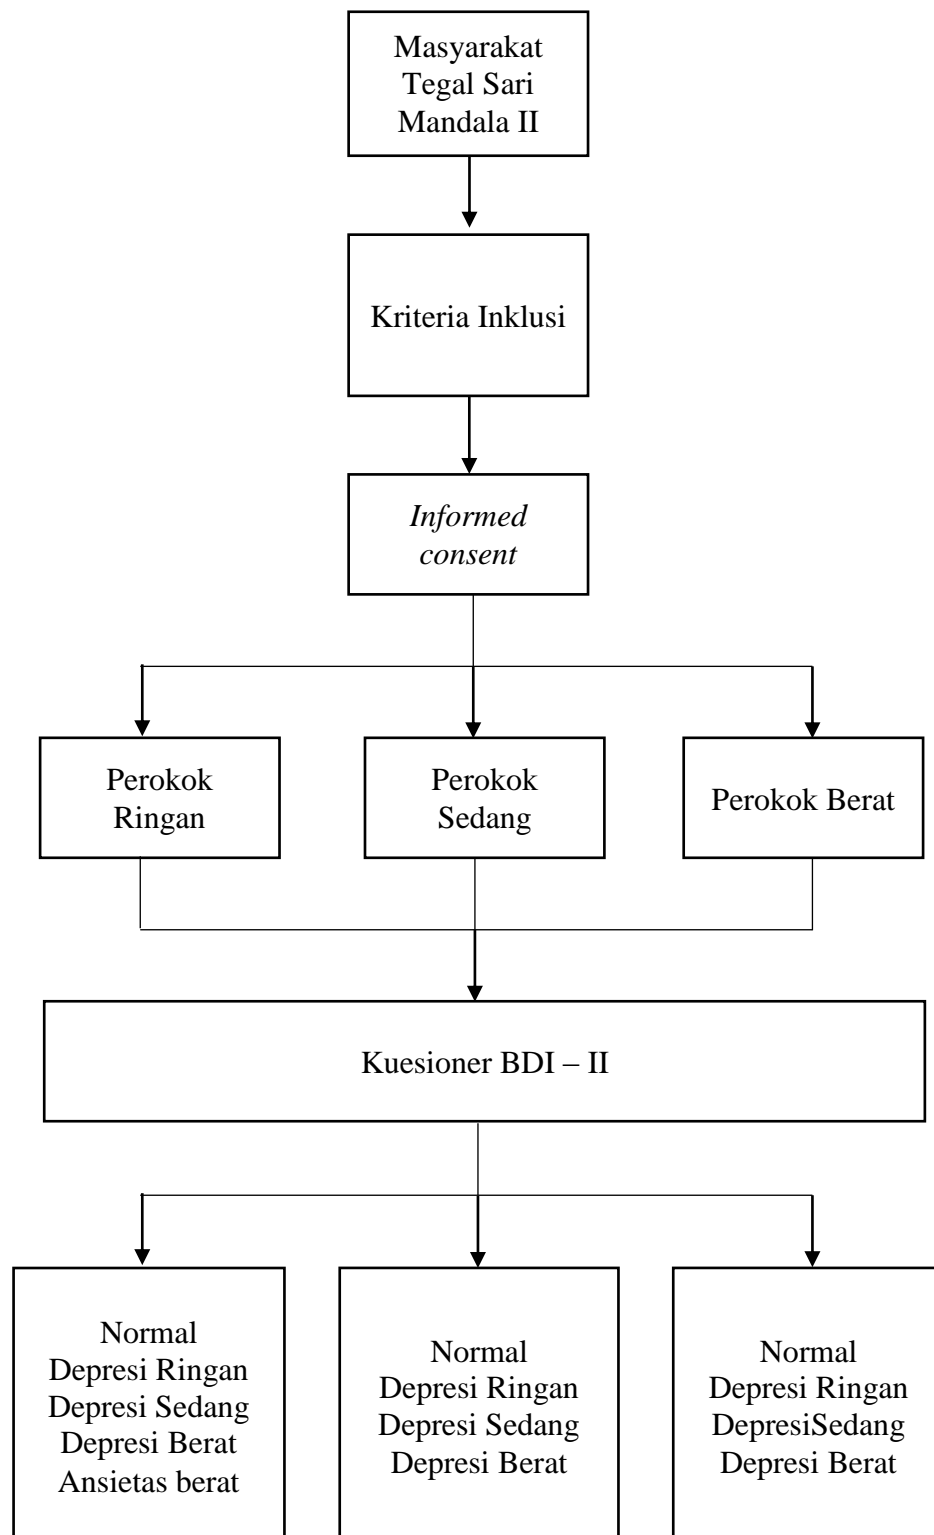 Masyarakat
Tegal Sari
Mandala II
Kriteria Inklusi
Informed
consent
Perokok
Ringan
Perokok
Sedang
Perokok Berat
Kuesioner BDI – II
Normal
Depresi Ringan
Depresi Sedang
Depresi Berat
Ansietas berat
Normal
Depresi Ringan
Depresi Sedang
Depresi Berat
Normal
Depresi Ringan
DepresiSedang
Depresi Berat